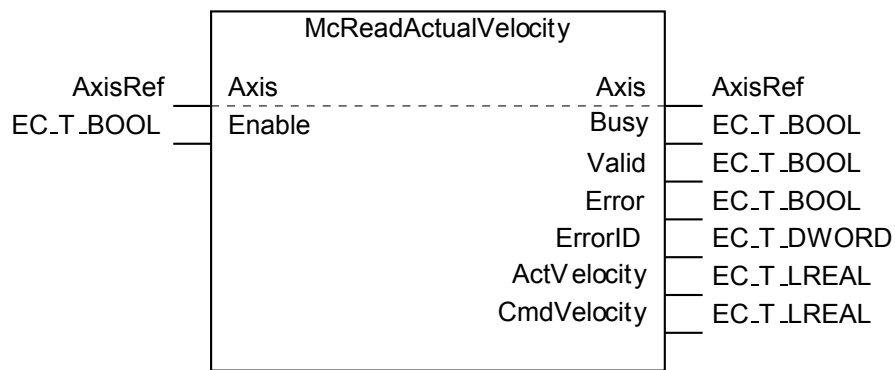 McReadActualVelocity
AxisRef Axis Axis AxisRef
EC_T_BOOL Enable Busy EC_T_BOOL
Valid EC_T_BOOL
Error EC_T_BOOL
ErrorID EC_T_DWORD
ActVelocity EC_T_LREAL
CmdVelocity EC_T_LREAL